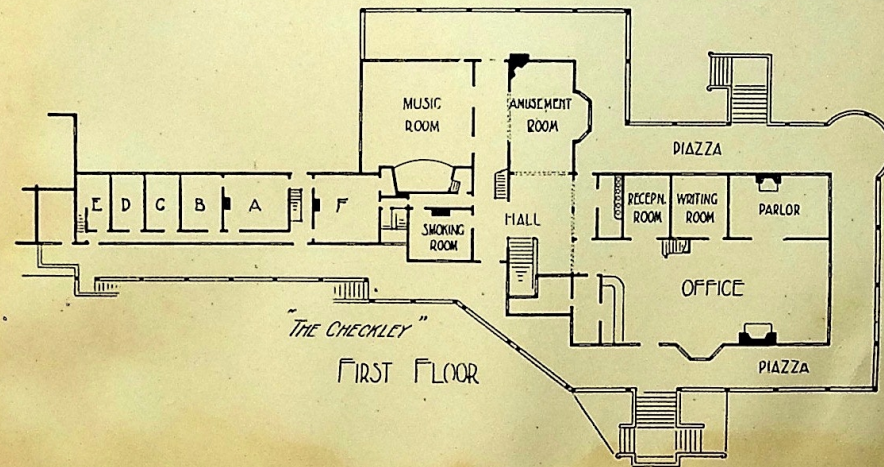 MUSIC
ROOM
AMUSEMENT
ROOM
PIAZZA
E D C B A F
SMOKING
ROOM
HALL
RECEPN.
ROOM
WRITING
ROOM
PARLOR
OFFICE
"THE CHECKLEY"
FIRST FLOOR
PIAZZA